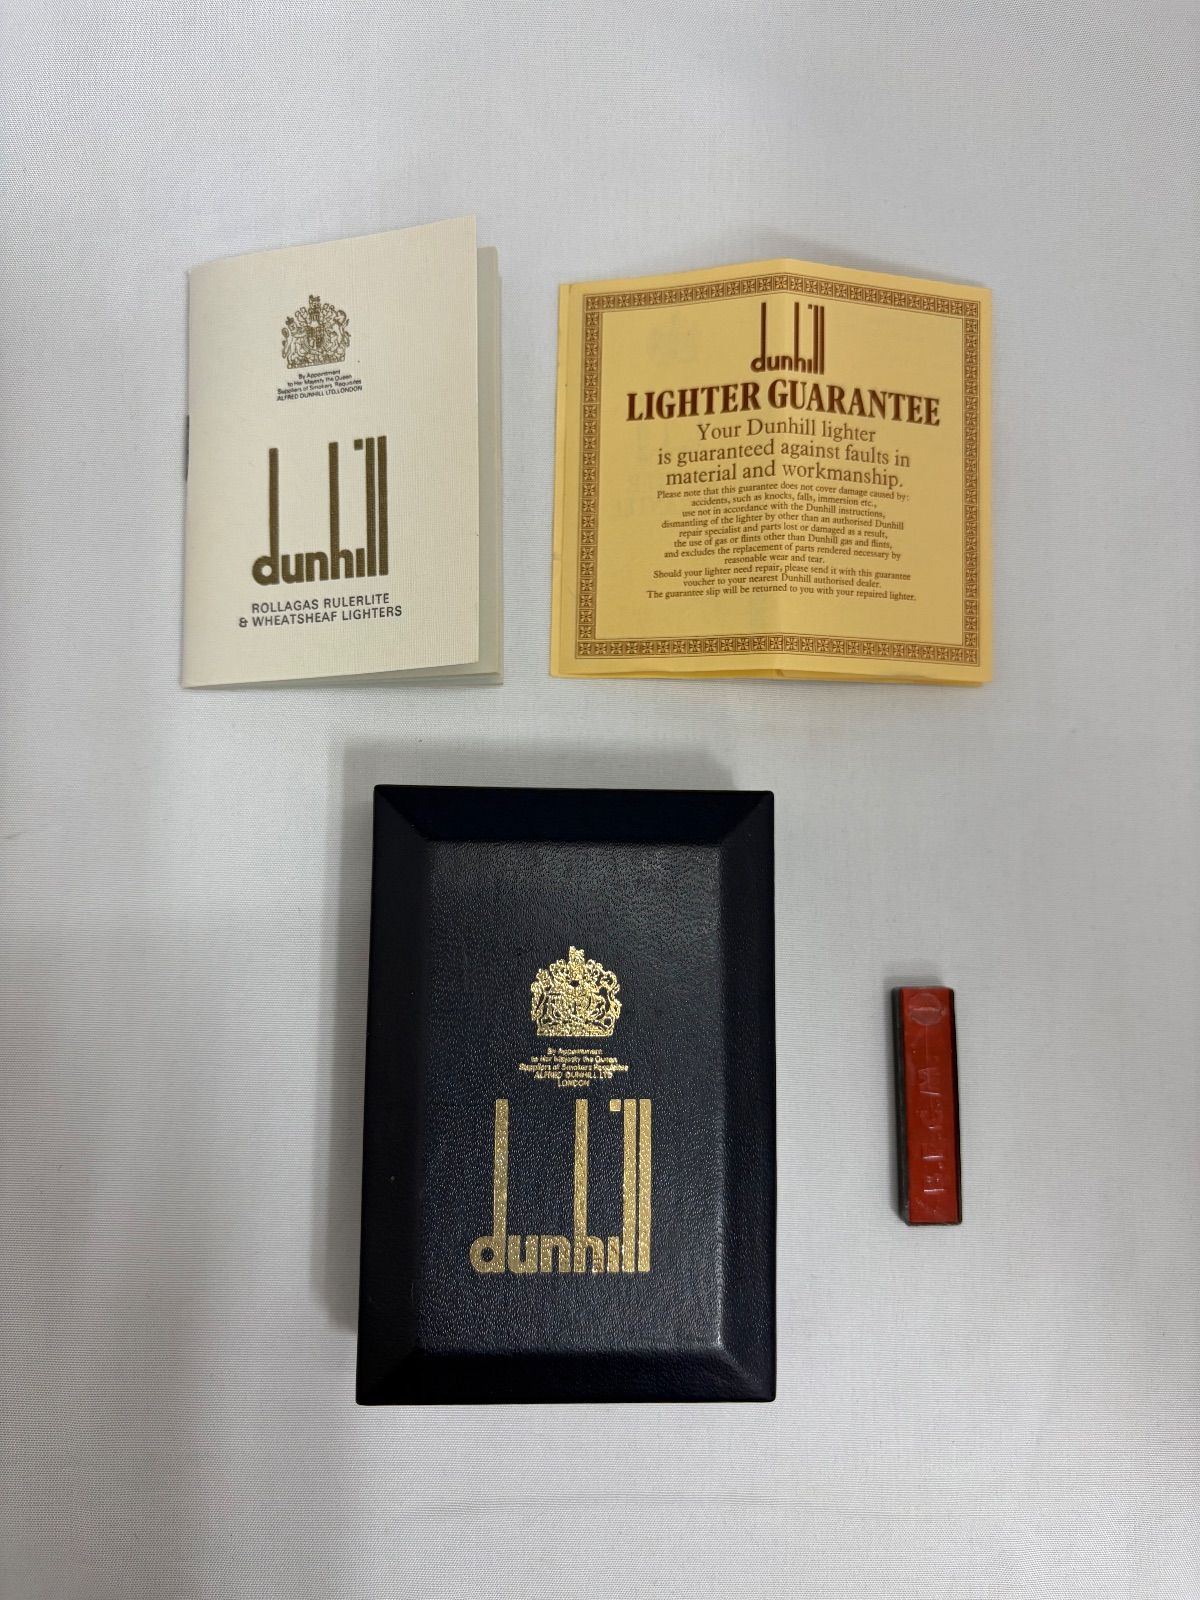 By Appointment
to Her Majesty the Queen
Suppliers of Smokers Requisites
ALFRED DUNHILL LTD. LONDON
dunhill
ROLLAGAS RULERLITE
& WHEATSHEAF LIGHTERS
dunhill
LIGHTER GUARANTEE
Your Dunhill lighter
is guaranteed against faults in
material and workmanship.
Please note that this guarantee does not cover damage caused by:
accidents, such as knocks, falls, immersion etc.,
use not in accordance with the Dunhill instructions,
dismantling of the lighter by other than an authorised Dunhill
repair specialist and parts lost or damaged as a result,
the use of gas or flints other than Dunhill gas and flints,
and excludes the replacement of parts rendered necessary by
reasonable wear and tear.
Should your lighter need repair, please send it with this guarantee
voucher to your nearest Dunhill authorised dealer.
The guarantee slip will be returned to you with your repaired lighter.
By Appointment
to Her Majesty the Queen
Suppliers of Smokers Requisites
ALFRED DUNHILL LTD
LONDON
dunhill